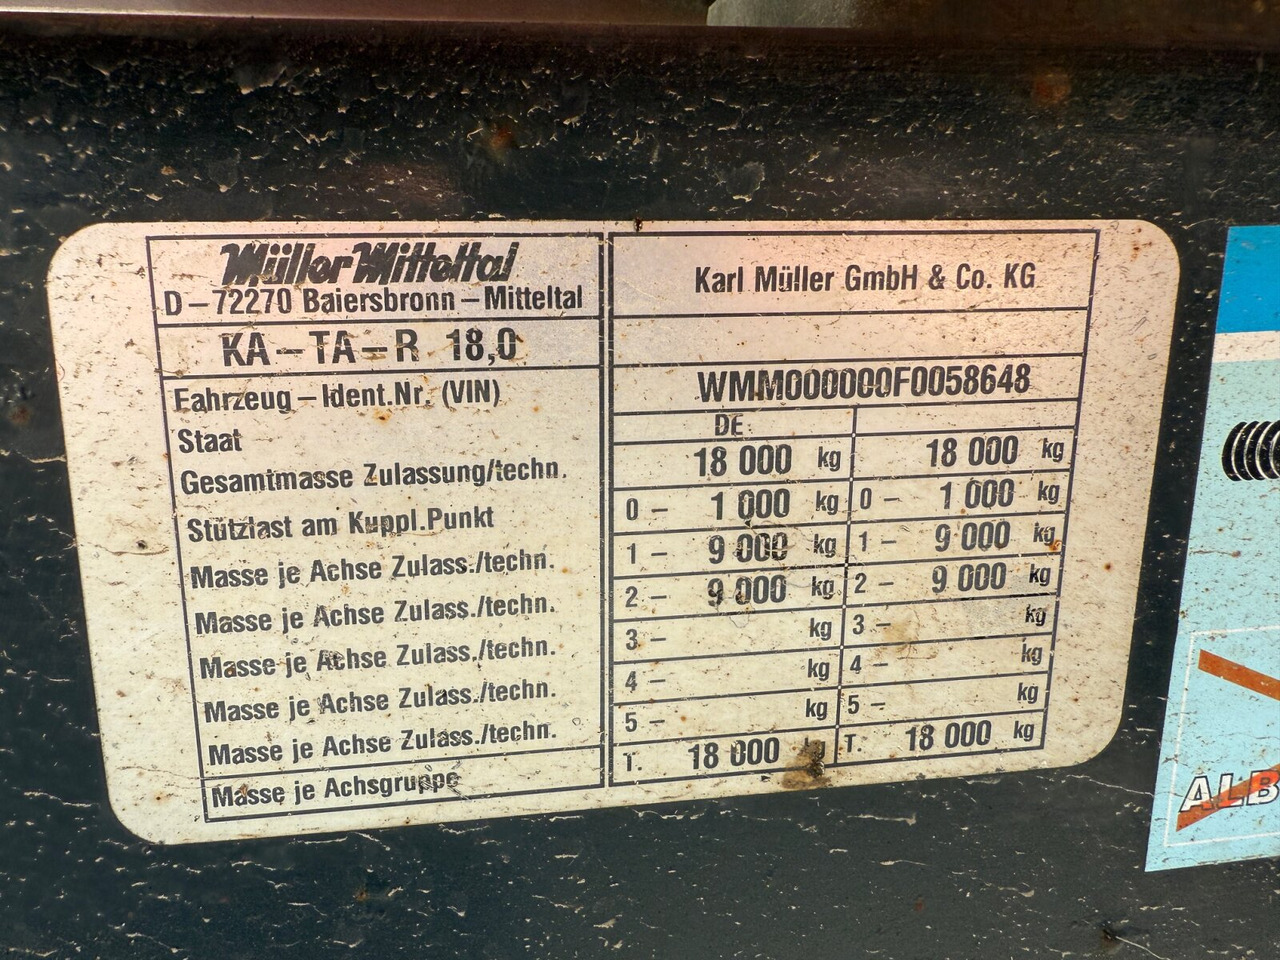 Müller Mitteltal
D-72270 Baiersbronn-Mitteltal
Karl Müller GmbH & Co. KG
KA-TA-R 18,0
Fahrzeug-Ident.Nr. (VIN) WMM000000F0058648
Staat DE
Gesamtmasse Zulassung/techn. 18 000 kg 18 000 kg
Stützlast am Kuppl.Punkt 0- 1 000 kg 0- 1 000 kg
Masse je Achse Zulass./techn. 1- 9 000 kg 1- 9 000 kg
Masse je Achse Zulass./techn. 2- 9 000 kg 2- 9 000 kg
Masse je Achse Zulass./techn. 3- kg 3- kg
Masse je Achse Zulass./techn. 4- kg 4- kg
Masse je Achse Zulass./techn. 5- kg 5- kg
Masse je Achsgruppe T. 18 000 kg T. 18 000 kg
ALB